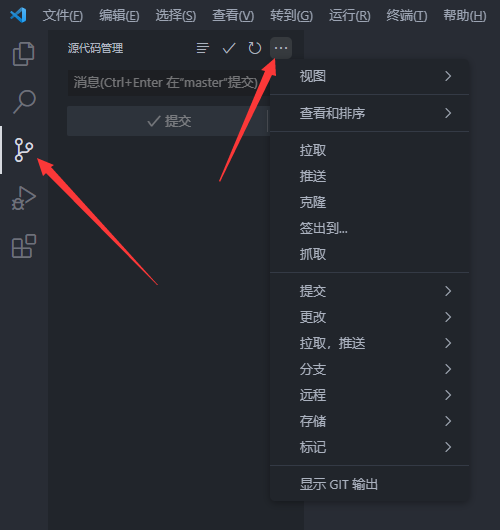 文件(F) 编辑(E) 选择(S) 查看(V) 转到(G) 运行(R) 终端(T) 帮助(H)
源代码管理
消息(Ctrl+Enter 在"master"提交)
提交
视图
查看和排序
拉取
推送
克隆
签出到...
抓取
提交
更改
拉取，推送
分支
远程
存储
标记
显示 GIT 输出